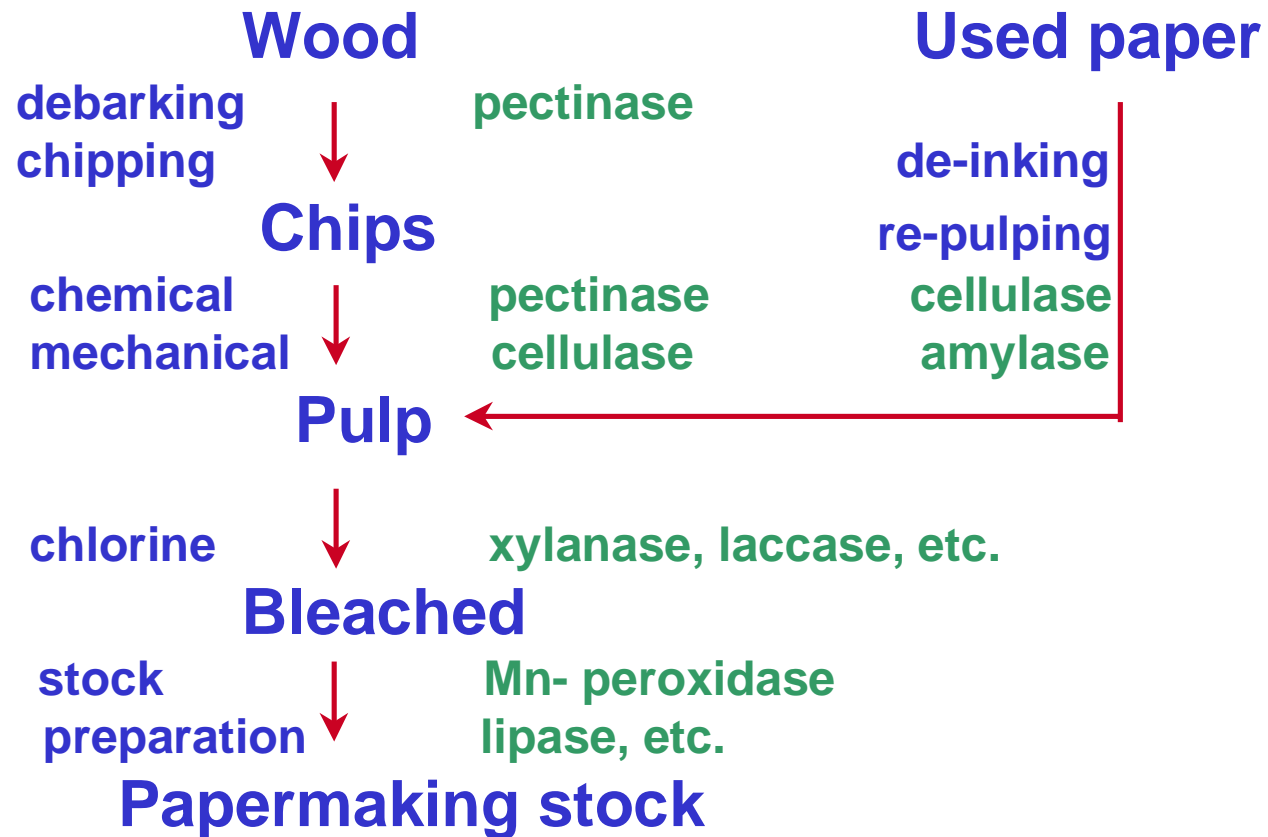 Wood Used paper
debarking pectinase
chipping de-inking
Chips re-pulping
chemical pectinase cellulase
mechanical cellulase amylase
Pulp
chlorine xylanase, laccase, etc.
Bleached
stock Mn- peroxidase
preparation lipase, etc.
Papermaking stock